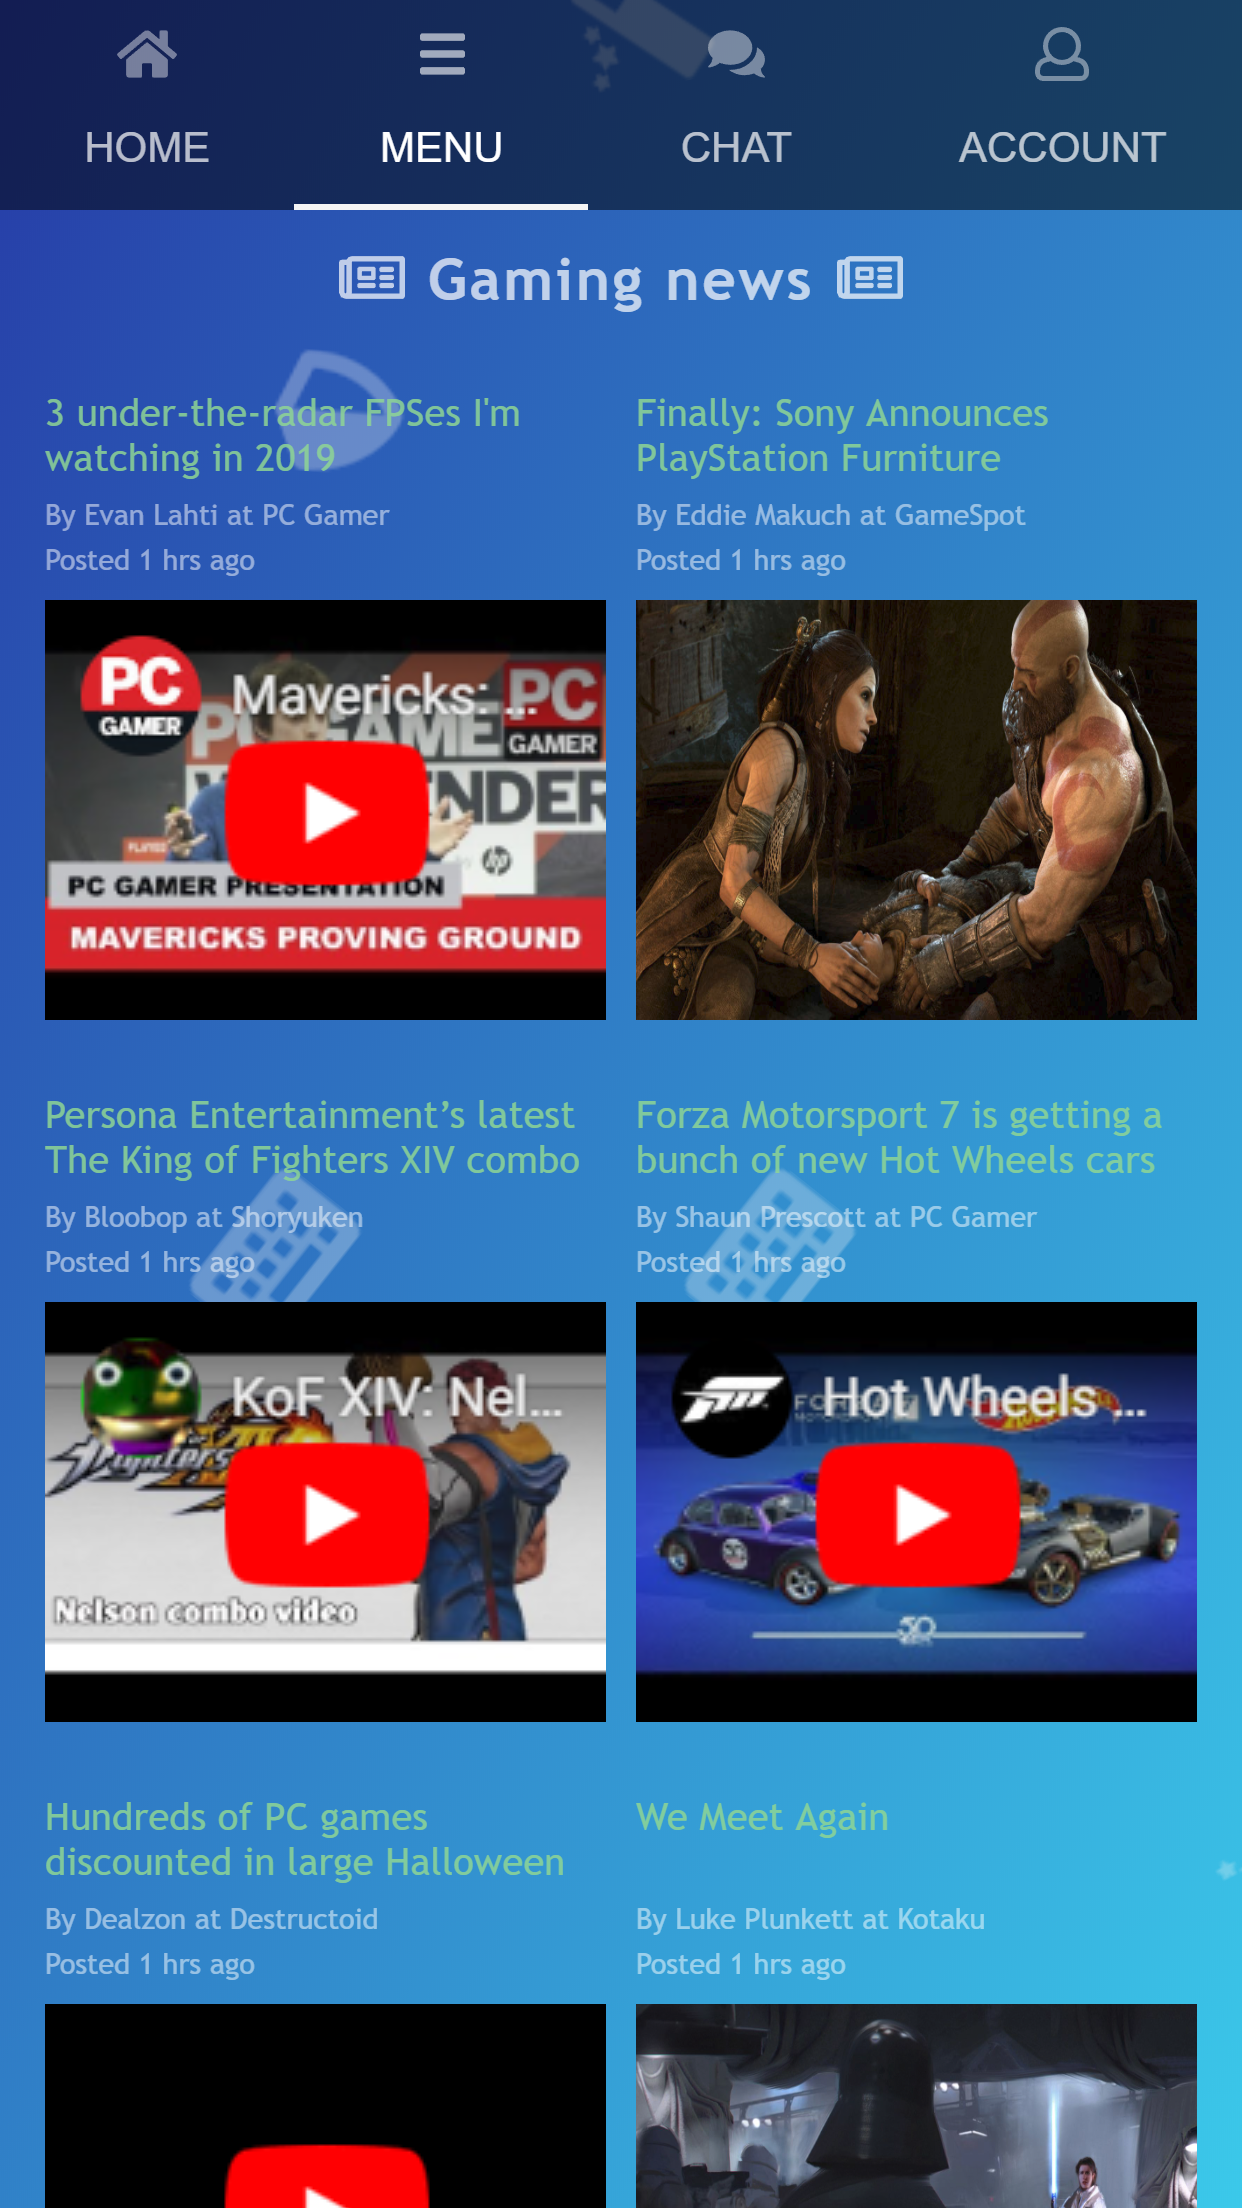 HOME
MENU
CHAT
ACCOUNT
Gaming news
3 under-the-radar FPSes I'm
watching in 2019
By Evan Lahti at PC Gamer
Posted 1 hrs ago
Finally: Sony Announces
PlayStation Furniture
By Eddie Makuch at GameSpot
Posted 1 hrs ago
PC
GAMER
Mavericks: ...
PC
GAMER
PC GAMER PRESENTATION
MAVERICKS PROVING GROUND
Persona Entertainment’s latest
The King of Fighters XIV combo
By Bloobop at Shoryuken
Posted 1 hrs ago
Forza Motorsport 7 is getting a
bunch of new Hot Wheels cars
By Shaun Prescott at PC Gamer
Posted 1 hrs ago
KoF XIV: Nel...
Nelson combo video
Hot Wheels ...
50
Hundreds of PC games
discounted in large Halloween
By Dealzon at Destructoid
Posted 1 hrs ago
We Meet Again
By Luke Plunkett at Kotaku
Posted 1 hrs ago